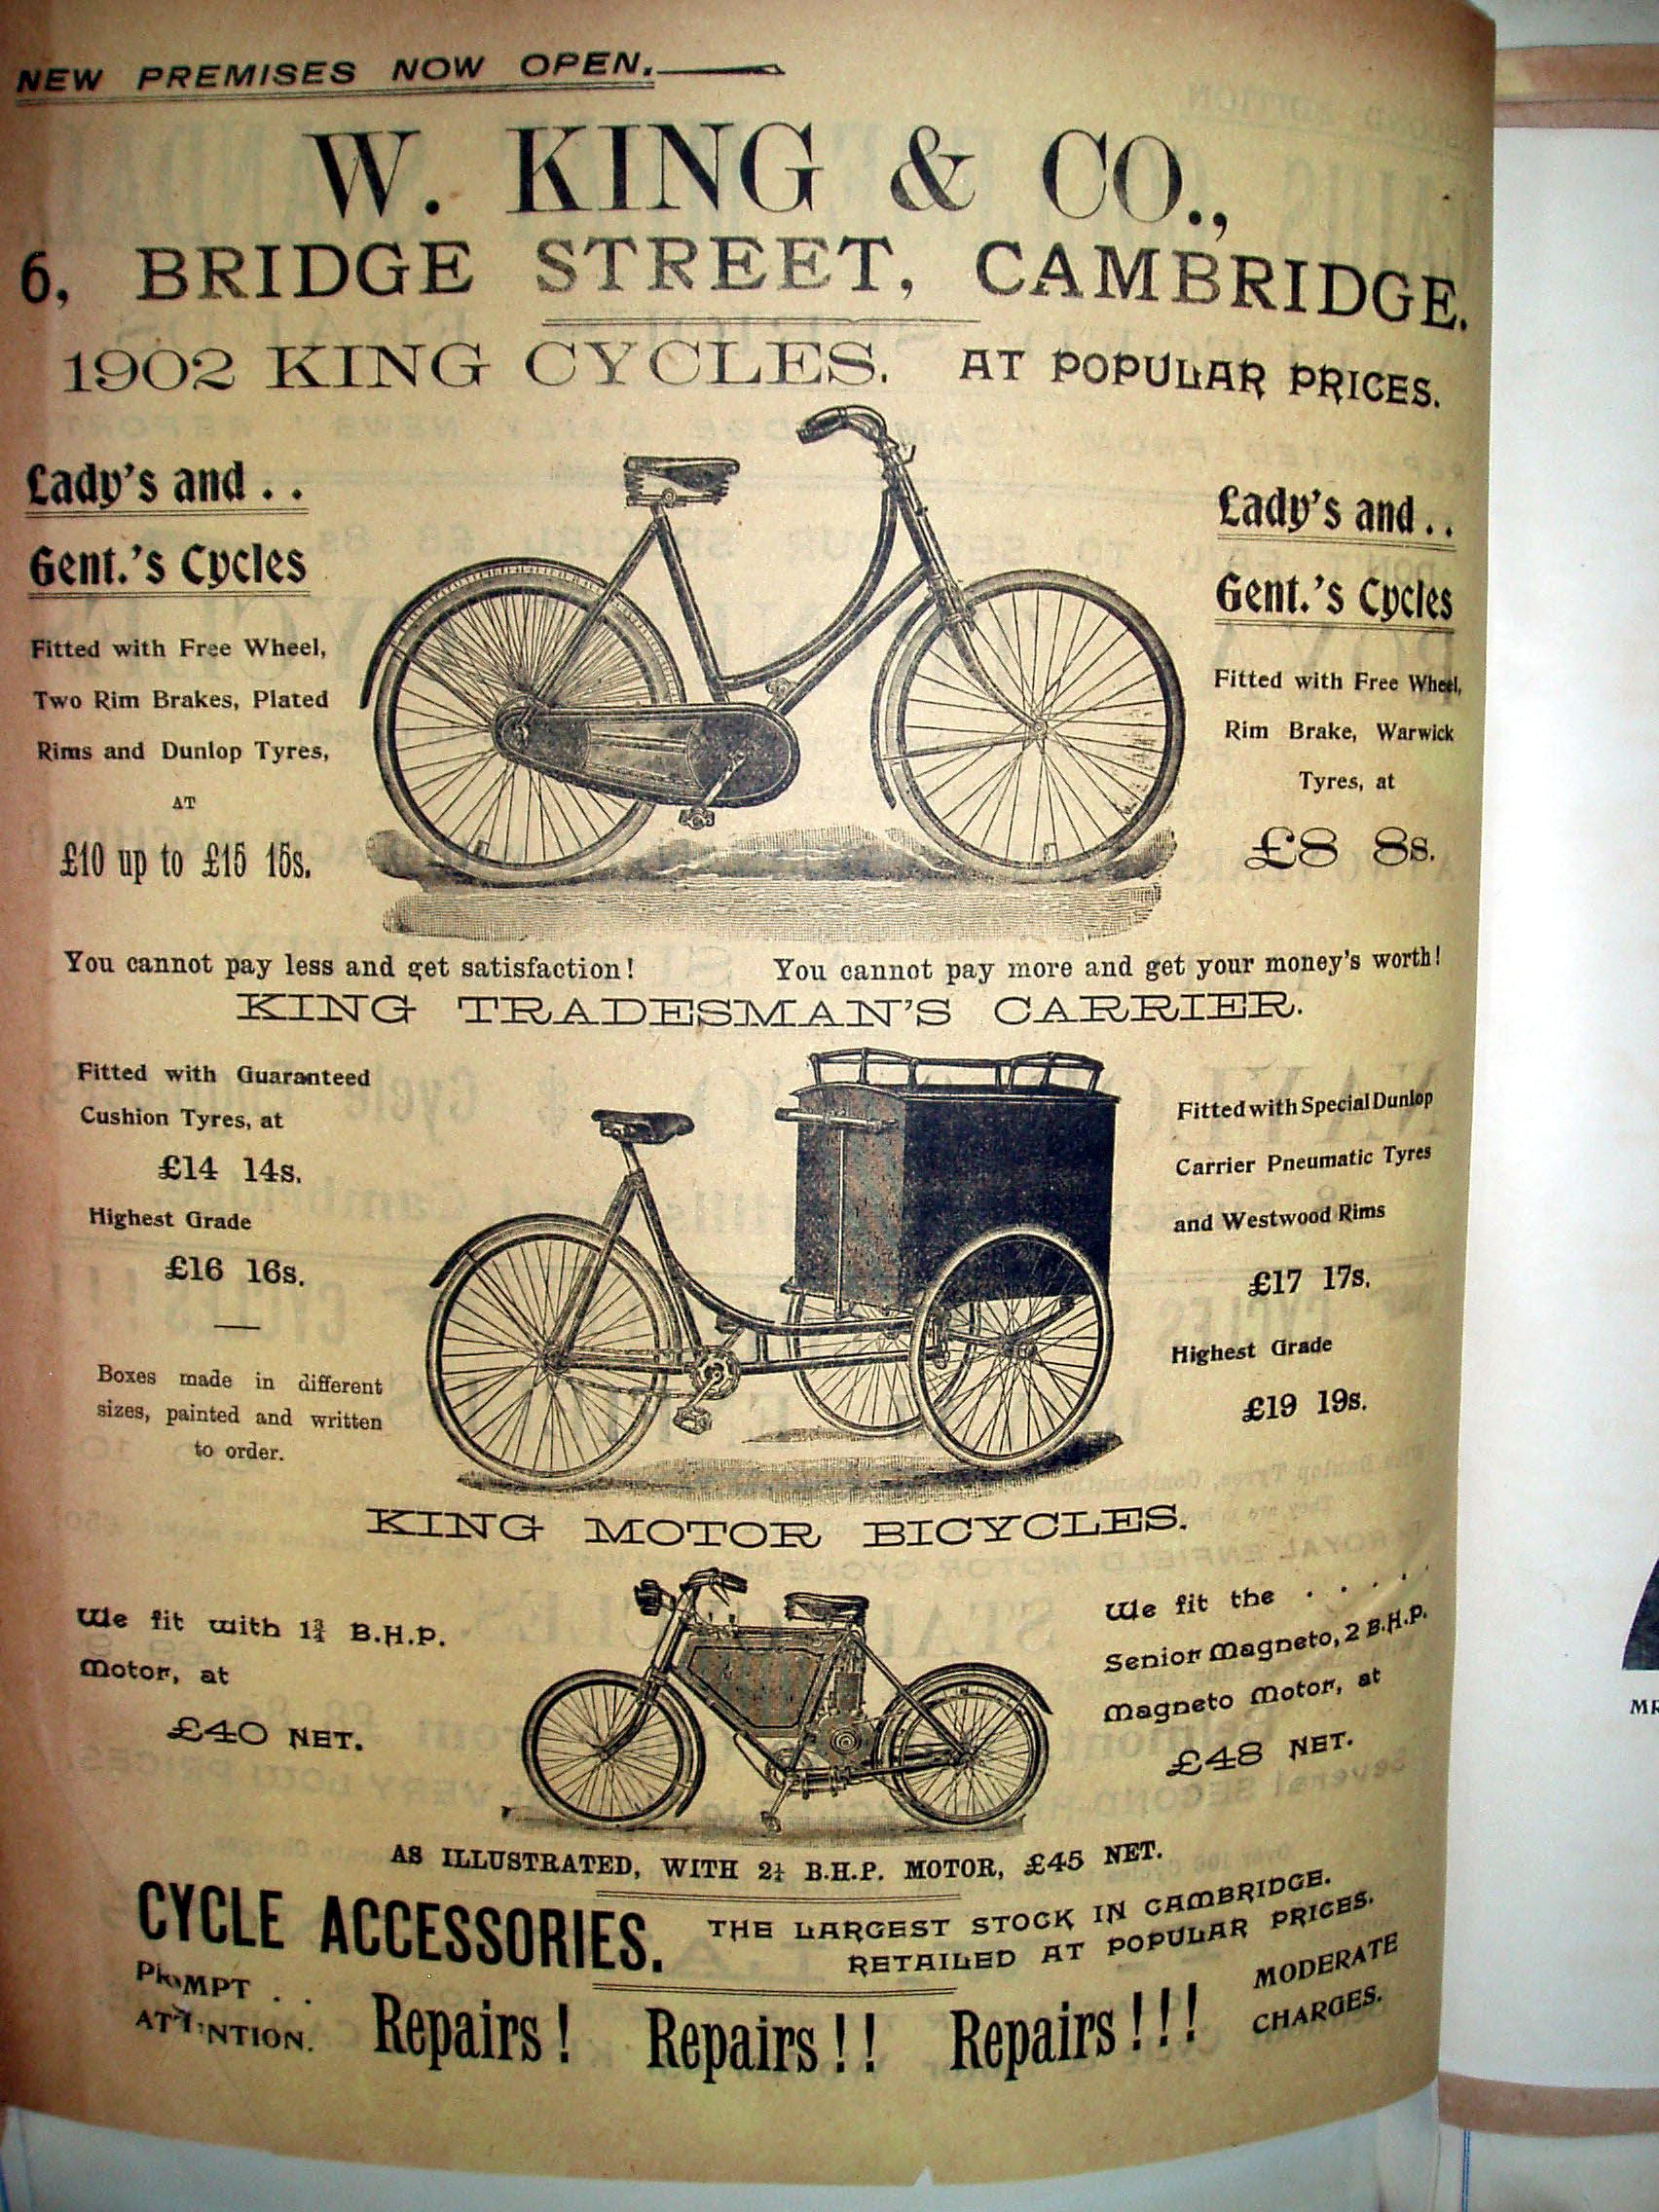 NEW PREMISES NOW OPEN.
W. KING & CO.,
6, BRIDGE STREET, CAMBRIDGE.
1902 KING CYCLES. AT POPULAR PRICES.
Lady's and . .
Gent.'s Cycles
Fitted with Free Wheel,
Two Rim Brakes, Plated
Rims and Dunlop Tyres,
AT
£10 up to £15 15s.
Lady's and . .
Gent.'s Cycles
Fitted with Free Wheel,
Rim Brake, Warwick
Tyres, at
£8 8s.
You cannot pay less and get satisfaction! You cannot pay more and get your money's worth!
KING TRADESMAN'S CARRIER.
Fitted with Guaranteed
Cushion Tyres, at
£14 14s.
Highest Grade
£16 16s.
Boxes made in different
sizes, painted and written
to order.
Fitted with Special Dunlop
Carrier Pneumatic Tyres
and Westwood Rims
£17 17s.
Highest Grade
£19 19s.
KING MOTOR BICYCLES.
We fit with 1¾ B.H.P.
Motor, at
£40 NET.
We fit the . . . . .
Senior Magneto, 2 B.H.P.
Magneto Motor, at
£48 NET.
AS ILLUSTRATED, WITH 2¼ B.H.P. MOTOR, £45 NET.
CYCLE ACCESSORIES. THE LARGEST STOCK IN CAMBRIDGE.
RETAILED AT POPULAR PRICES.
PROMPT . .
ATTENTION.
Repairs! Repairs!! Repairs!!!
MODERATE
CHARGES.